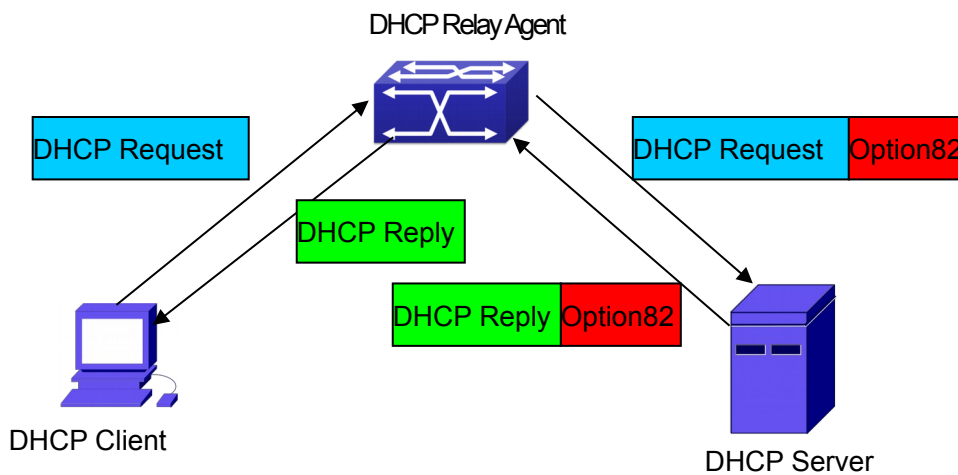 DHCP Relay Agent
DHCP Request
DHCP Request Option82
DHCP Reply
DHCP Reply Option82
DHCP Client
DHCP Server